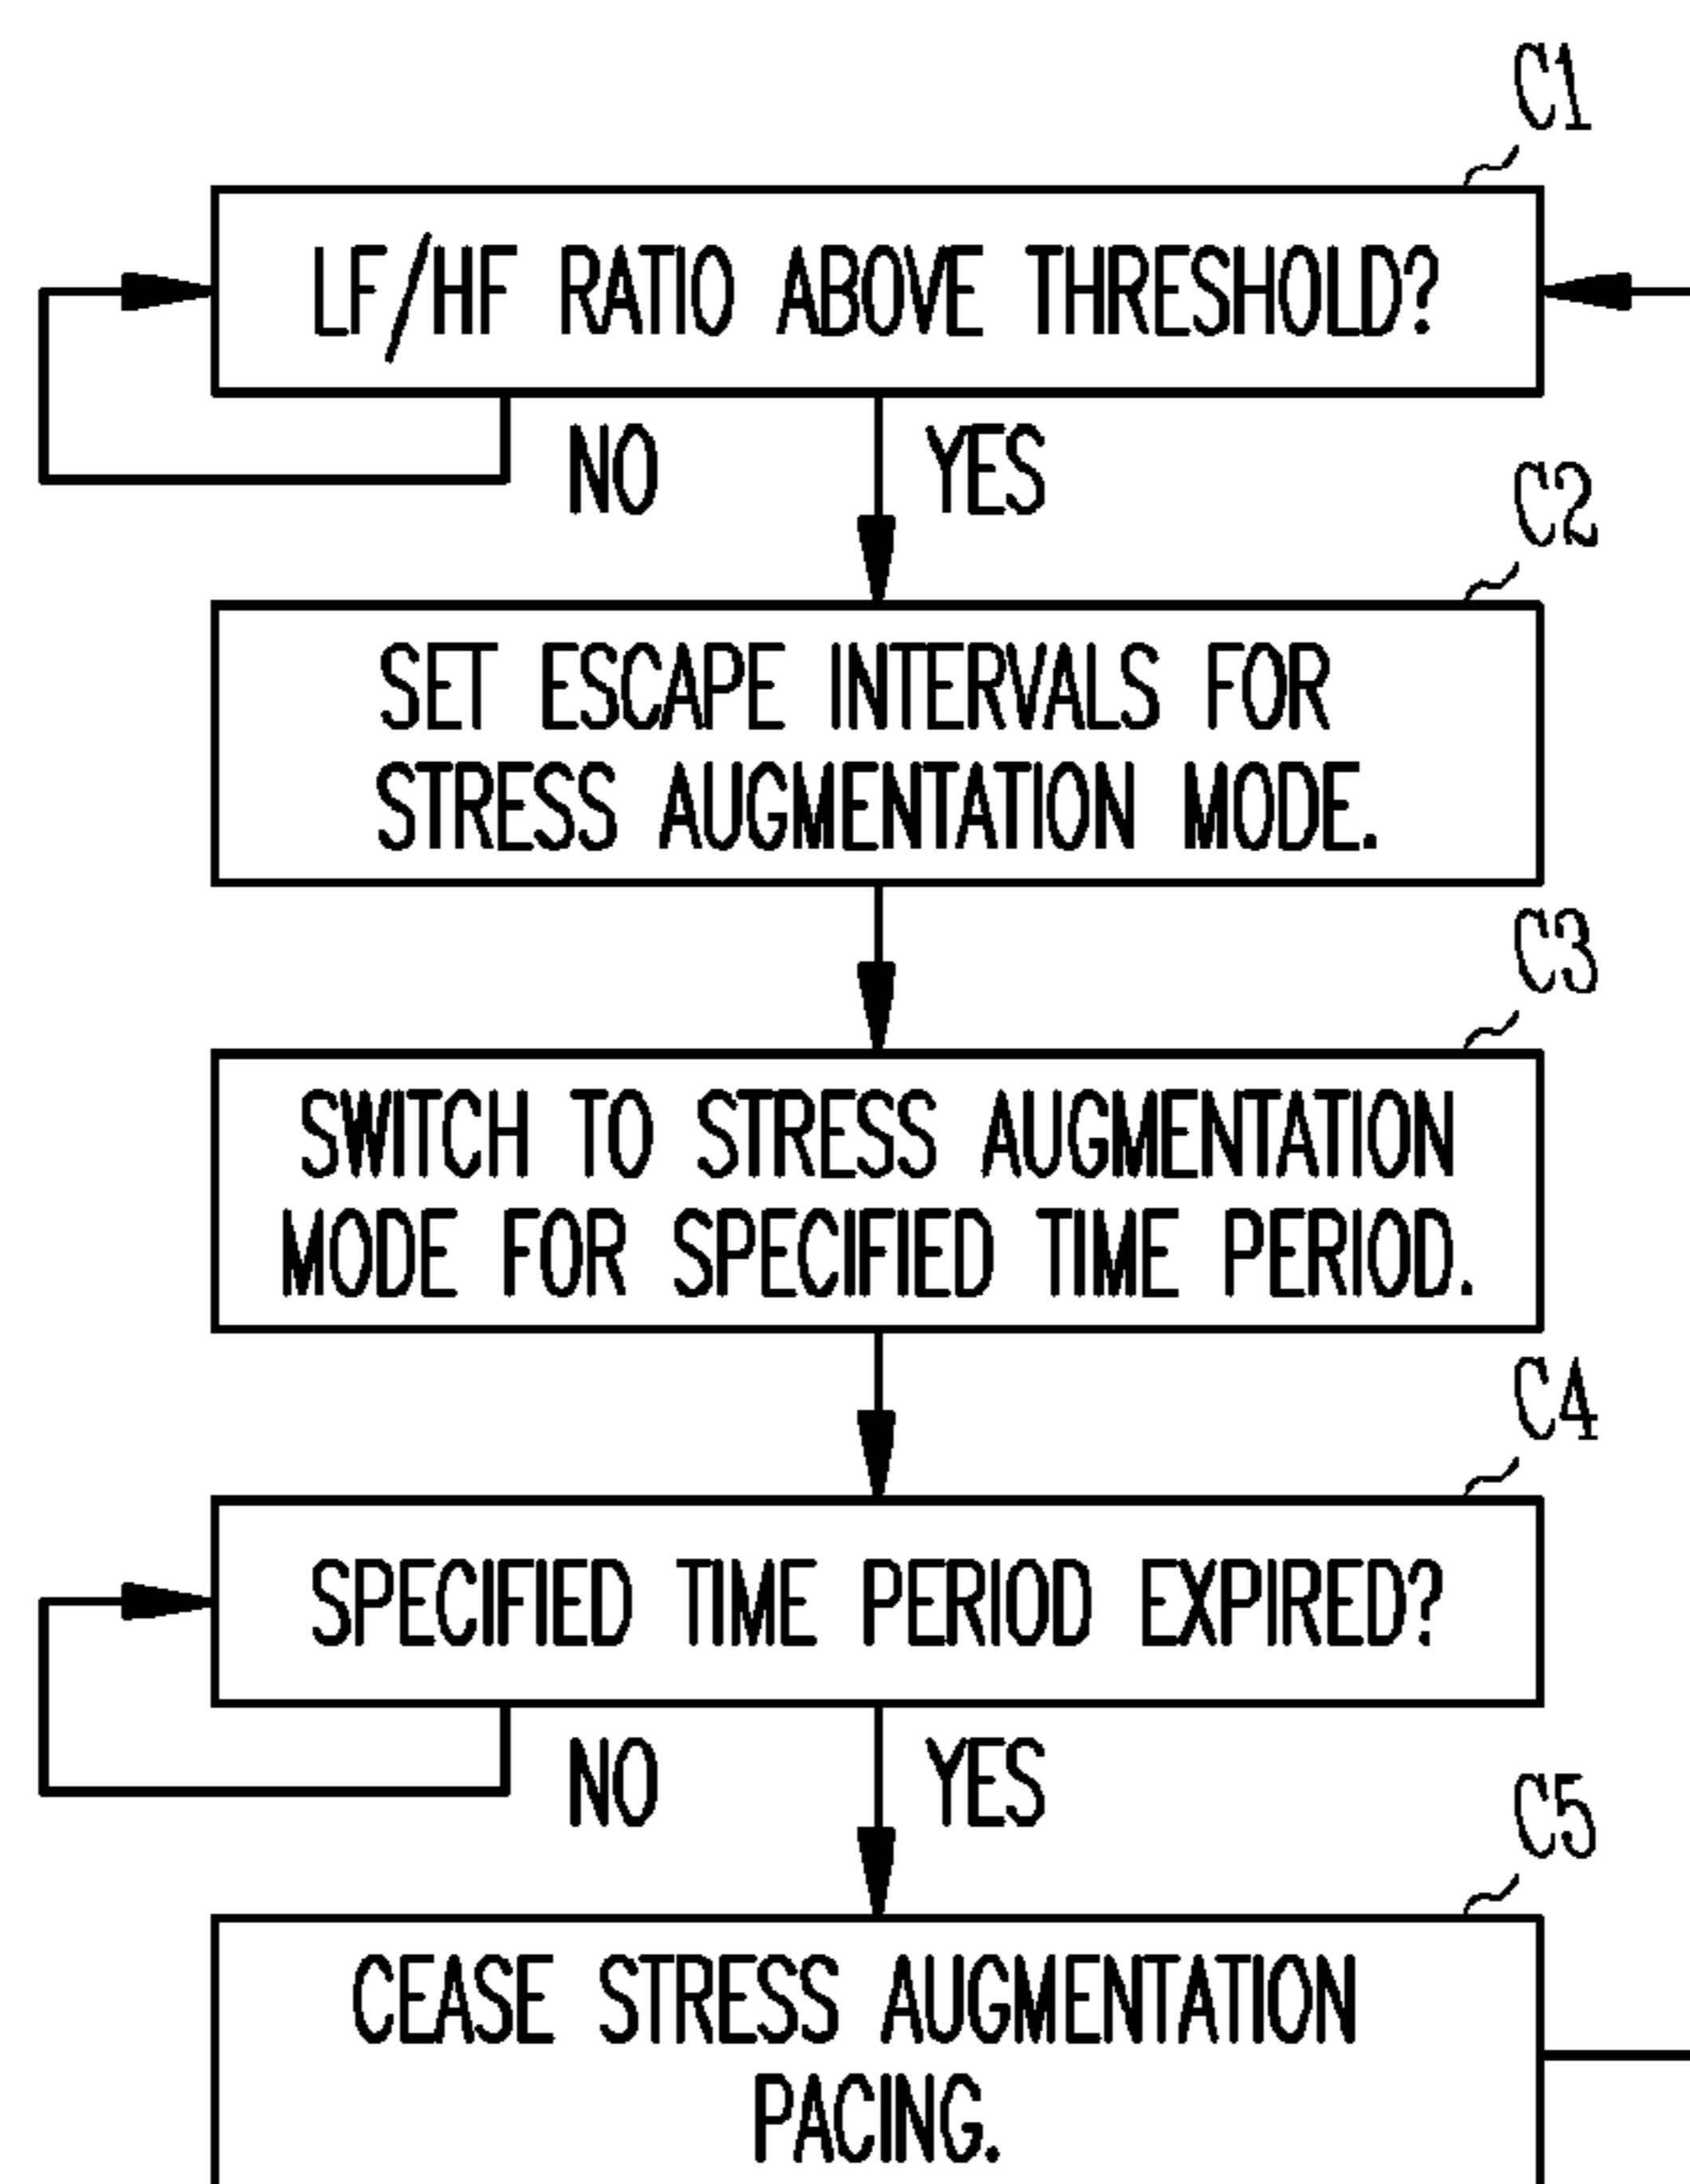 C1
LF/HF RATIO ABOVE THRESHOLD?
NO
YES
C2
SET ESCAPE INTERVALS FOR
STRESS AUGMENTATION MODE.
C3
SWITCH TO STRESS AUGMENTATION
MODE FOR SPECIFIED TIME PERIOD.
C4
SPECIFIED TIME PERIOD EXPIRED?
NO
YES
C5
CEASE STRESS AUGMENTATION
PACING.